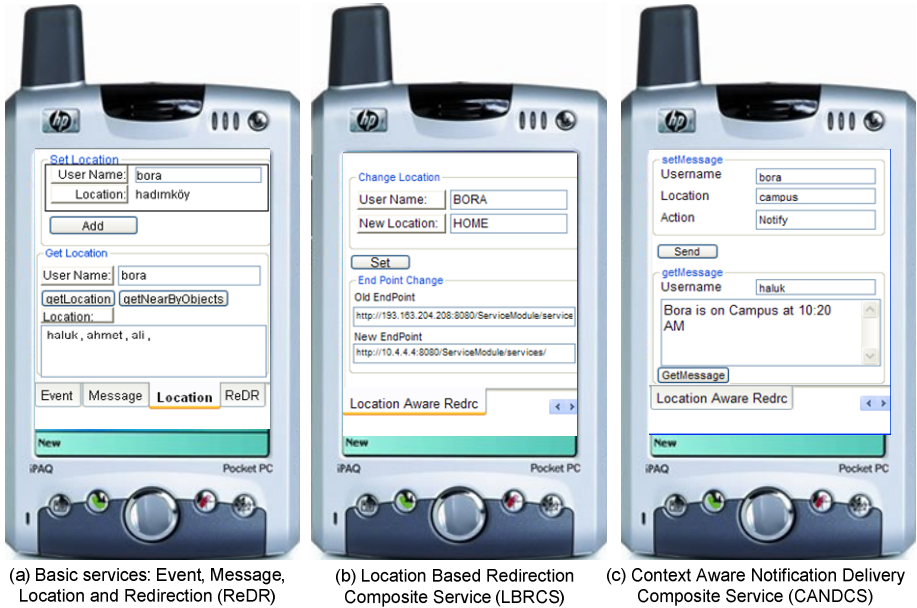 hp
Set Location
User Name: bora
Location: hadımköy
Add
Get Location
User Name: bora
getLocation getNearByObjects
Location:
haluk , ahmet , ali ,
Event Message Location ReDR
New
iPAQ Pocket PC
(a) Basic services: Event, Message,
Location and Redirection (ReDR)
hp
Change Location
User Name: BORA
New Location: HOME
Set
End Point Change
Old EndPoint
http://193.163.204.208:8080/ServiceModule/service
New EndPoint
http://10.4.4.4:8080/ServiceModule/services/
Location Aware Redrc
New
iPAQ Pocket PC
(b) Location Based Redirection
Composite Service (LBRCS)
hp
setMessage
Username bora
Location campus
Action Notify
Send
getMessage
Username haluk
Bora is on Campus at 10:20
AM
GetMessage
Location Aware Redrc
New
iPAQ Pocket PC
(c) Context Aware Notification Delivery
Composite Service (CANDCS)